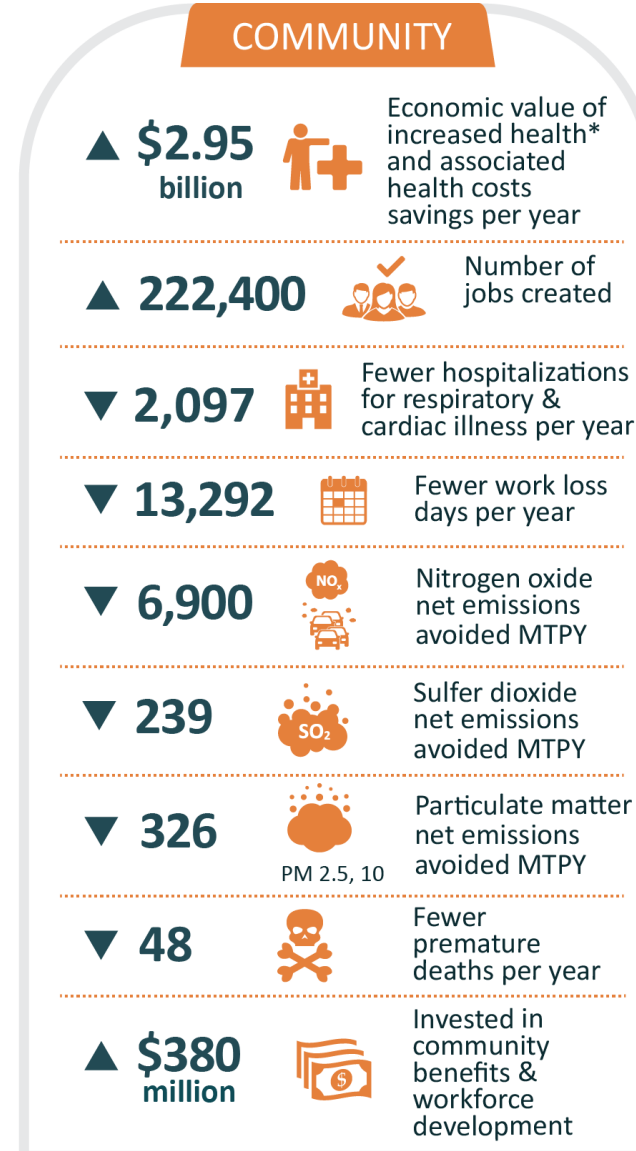 COMMUNITY
▲ $2.95
billion
Economic value of
increased health*
and associated
health costs
savings per year
▲ 222,400
Number of
jobs created
▼ 2,097
Fewer hospitalizations
for respiratory &
cardiac illness per year
▼ 13,292
Fewer work loss
days per year
▼ 6,900
NOₓ
Nitrogen oxide
net emissions
avoided MTPY
▼ 239
SO₂
Sulfer dioxide
net emissions
avoided MTPY
▼ 326
PM 2.5, 10
Particulate matter
net emissions
avoided MTPY
▼ 48
Fewer
premature
deaths per year
▲ $380
million
$
Invested in
community
benefits &
workforce
development